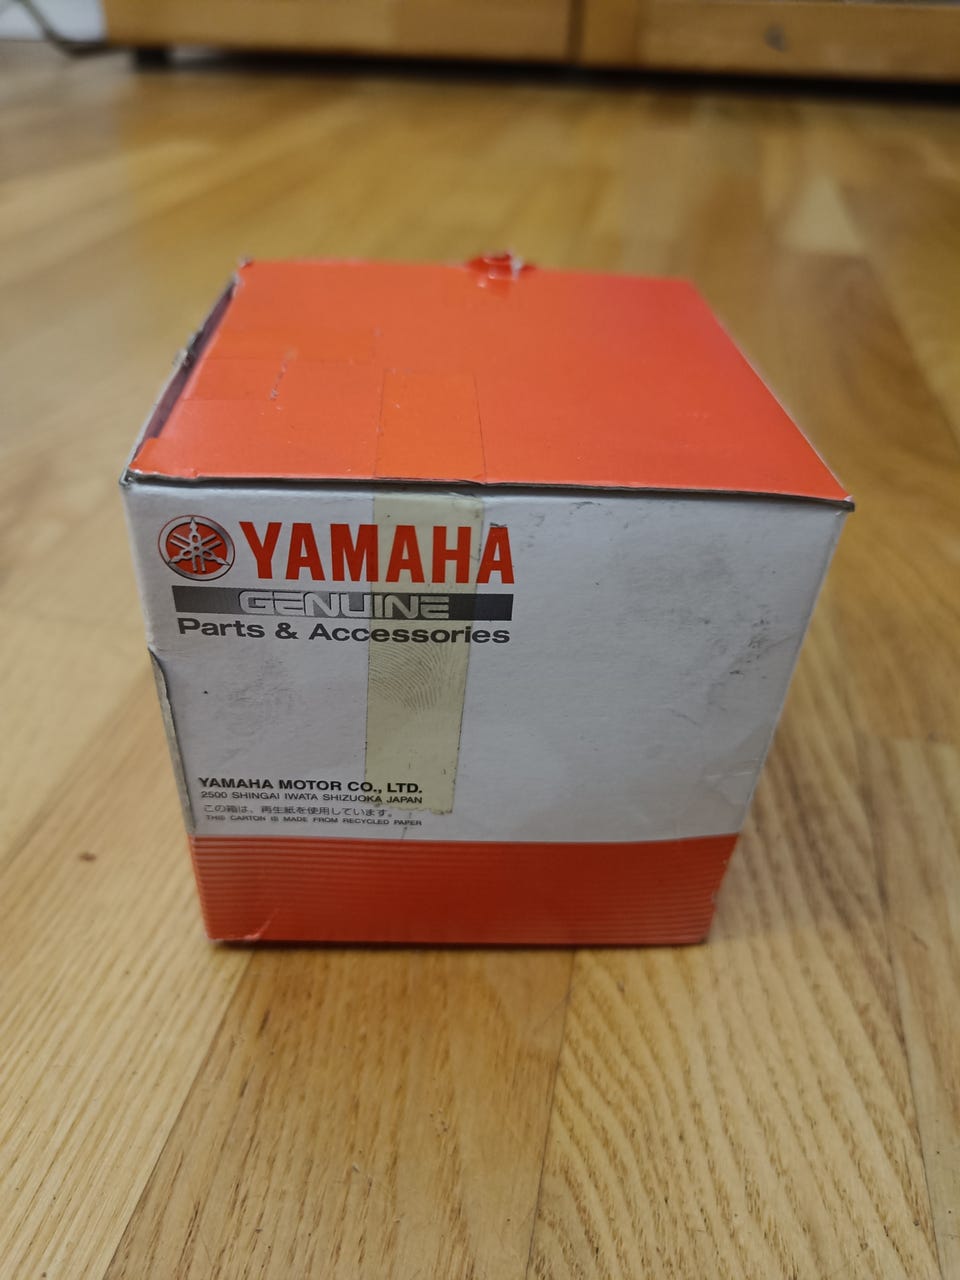 YAMAHA
GENUINE
Parts & Accessories
YAMAHA MOTOR CO., LTD.
2500 SHINGAI IWATA SHIZUOKA JAPAN
この箱は、再生紙を使用しています。
THIS CARTON IS MADE FROM RECYCLED PAPER